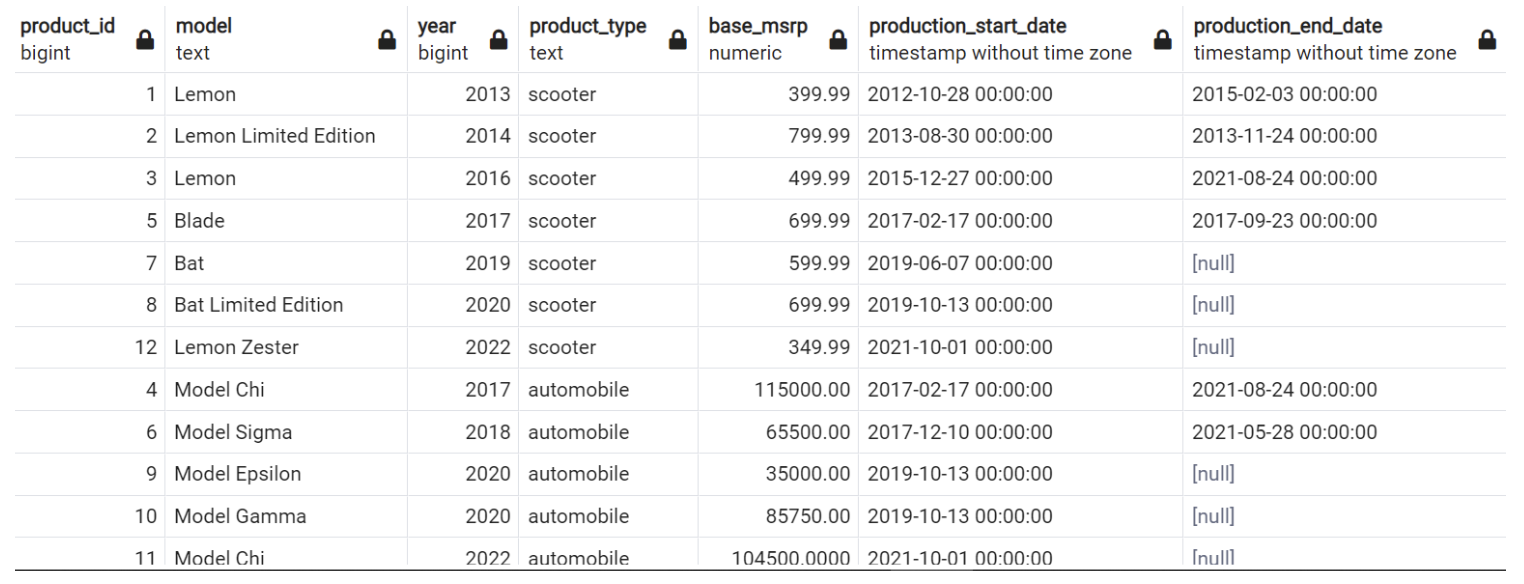 product_id model year product_type base_msrp production_start_date production_end_date
bigint text bigint text numeric timestamp without time zone timestamp without time zone
1 Lemon 2013 scooter 399.99 2012-10-28 00:00:00 2015-02-03 00:00:00
2 Lemon Limited Edition 2014 scooter 799.99 2013-08-30 00:00:00 2013-11-24 00:00:00
3 Lemon 2016 scooter 499.99 2015-12-27 00:00:00 2021-08-24 00:00:00
5 Blade 2017 scooter 699.99 2017-02-17 00:00:00 2017-09-23 00:00:00
7 Bat 2019 scooter 599.99 2019-06-07 00:00:00 [null]
8 Bat Limited Edition 2020 scooter 699.99 2019-10-13 00:00:00 [null]
12 Lemon Zester 2022 scooter 349.99 2021-10-01 00:00:00 [null]
4 Model Chi 2017 automobile 115000.00 2017-02-17 00:00:00 2021-08-24 00:00:00
6 Model Sigma 2018 automobile 65500.00 2017-12-10 00:00:00 2021-05-28 00:00:00
9 Model Epsilon 2020 automobile 35000.00 2019-10-13 00:00:00 [null]
10 Model Gamma 2020 automobile 85750.00 2019-10-13 00:00:00 [null]
11 Model Chi 2022 automobile 104500.0000 2021-10-01 00:00:00 [null]